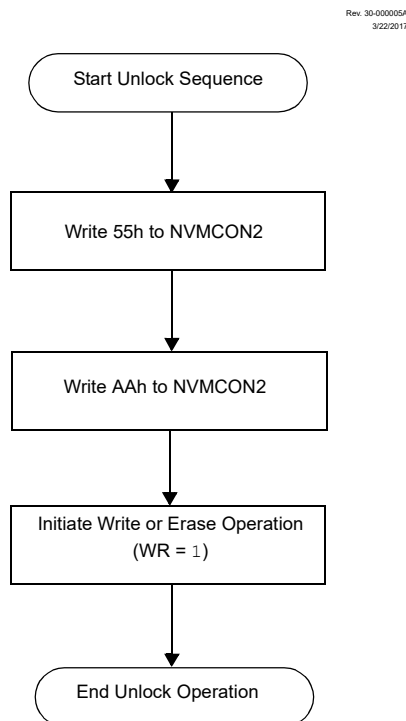 Rev. 30-000005A
3/22/2017
Start Unlock Sequence
Write 55h to NVMCON2
Write AAh to NVMCON2
Initiate Write or Erase Operation
(WR = 1)
End Unlock Operation